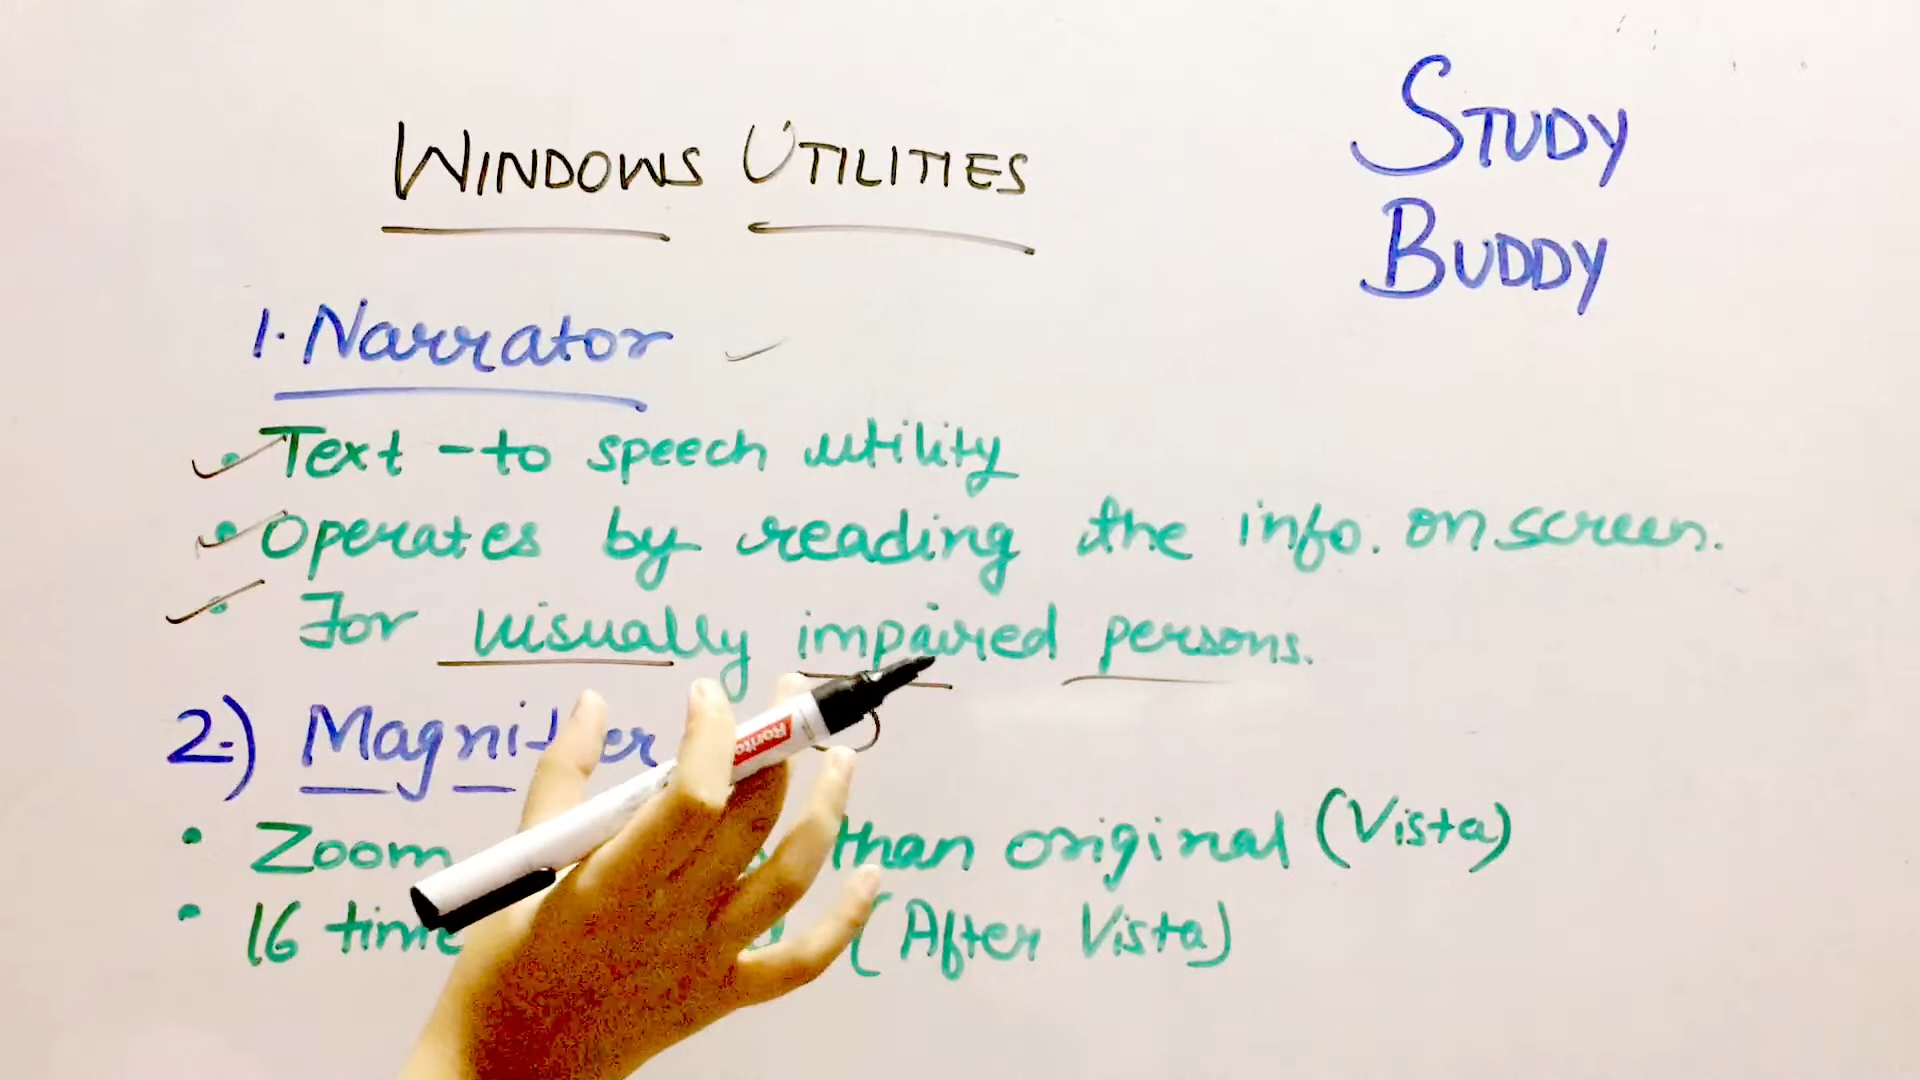 WINDOWS UTILITIES
STUDY
BUDDY
1. Narrator
• Text-to speech utility
• Operates by reading the info. on screen.
• For visually impaired persons.
2.) Magnifier
• Zoom than original (Vista)
• 16 time (After Vista)